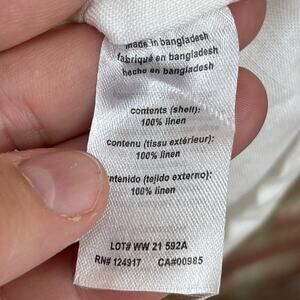 made in bangladesh
fabriqué en bangladesh
hecho en bangladesh
contents (shell):
100% linen
contenu (tissu extérieur):
100% linen
ntenido (tejido externo):
100% linen
LOT# WW 21 592A
RN# 124917 CA#00985